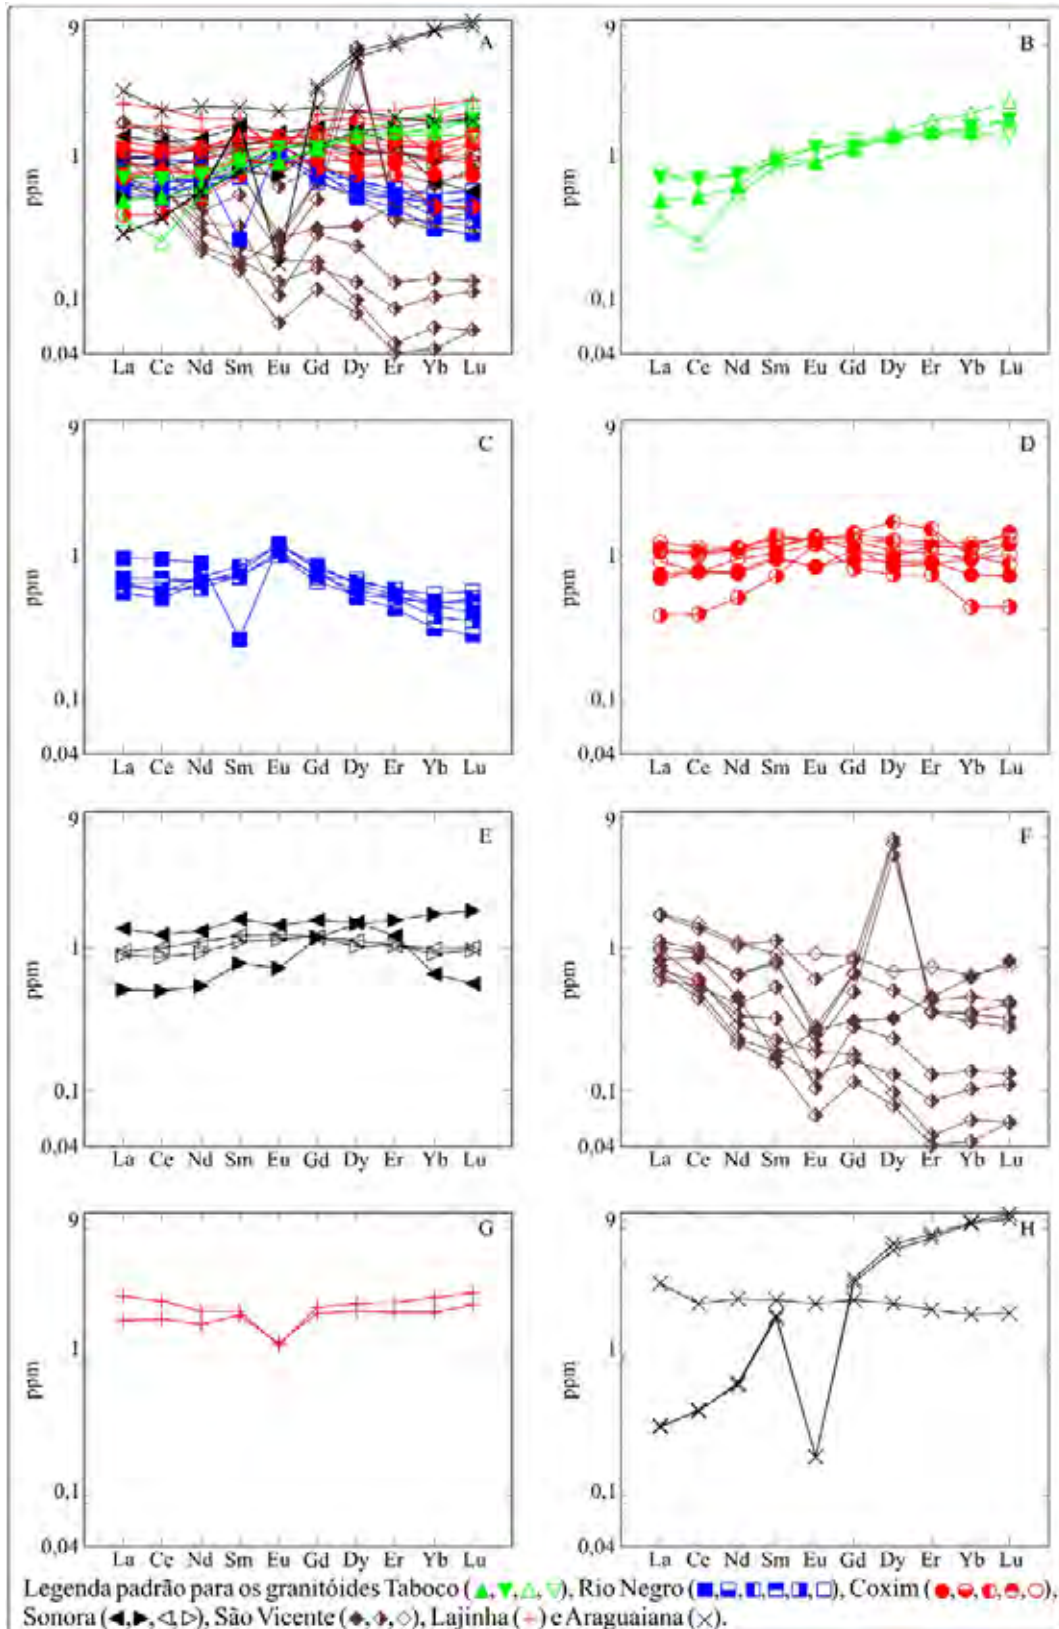 9 A 9 B
1 1
ppm ppm
0,1 0,1
0,04 0,04
La Ce Nd Sm Eu Gd Dy Er Yb Lu La Ce Nd Sm Eu Gd Dy Er Yb Lu
9 C 9 D
1 1
ppm ppm
0,1 0,1
0,04 0,04
La Ce Nd Sm Eu Gd Dy Er Yb Lu La Ce Nd Sm Eu Gd Dy Er Yb Lu
9 E 9 F
1 1
ppm ppm
0,1 0,1
0,04 0,04
La Ce Nd Sm Eu Gd Dy Er Yb Lu La Ce Nd Sm Eu Gd Dy Er Yb Lu
9 G 9 H
1 1
ppm ppm
0,1 0,1
0,04 0,04
La Ce Nd Sm Eu Gd Dy Er Yb Lu La Ce Nd Sm Eu Gd Dy Er Yb Lu
Legenda padrão para os granitóides Taboco (▲,▼,△,▽), Rio Negro (■,⬓,◧,⬒,◨,□), Coxim (●,◒,◐,◓,○),
Sonora (◀,▶,◁,▷), São Vicente (◆,⬗,◇), Lajinha (+) e Araguaiana (×).